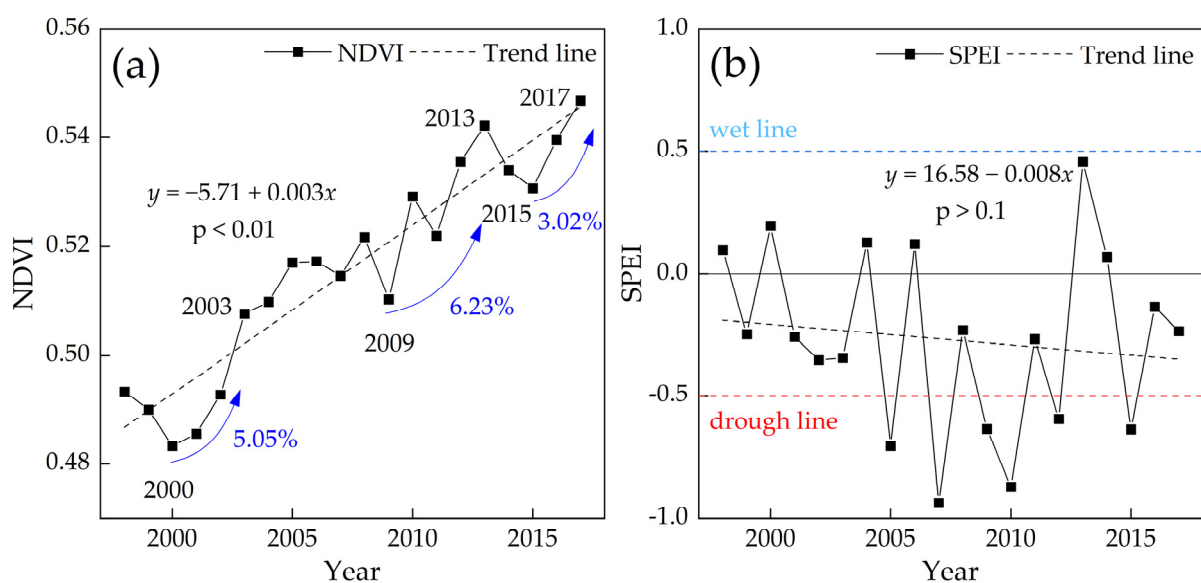 (a)
NDVI
Trend line
0.56
0.54
0.52
0.50
0.48
NDVI
y = −5.71 + 0.003x
p < 0.01
2000
2003
2009
2013
2015
2017
5.05%
6.23%
3.02%
2000
2005
2010
2015
Year
(b)
SPEI
Trend line
1.0
0.5
0.0
-0.5
-1.0
SPEI
wet line
y = 16.58 − 0.008x
p > 0.1
drough line
2000
2005
2010
2015
Year